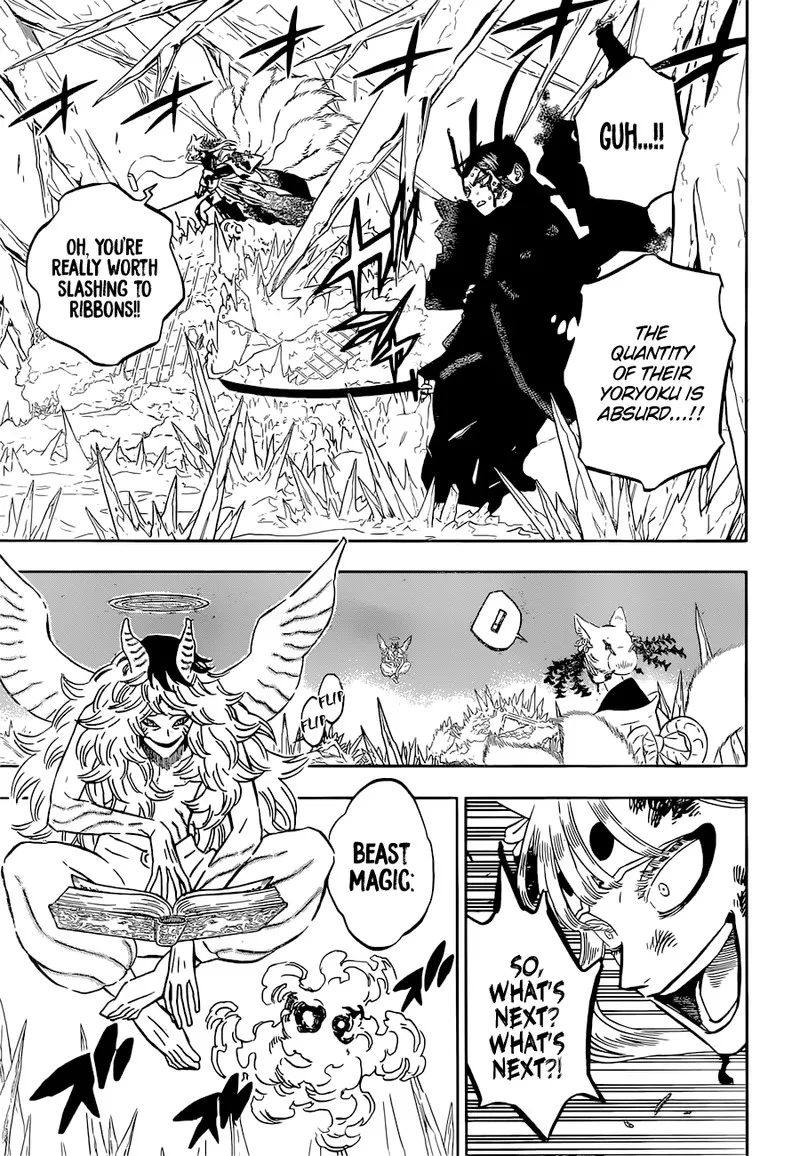 GUH...!!
OH, YOU'RE
REALLY WORTH
SLASHING TO
RIBBONS!!
THE
QUANTITY
OF THEIR
YORYOKU IS
ABSURD...!!
FLIP
FLIP
BEAST
MAGIC:
SO,
WHAT'S
NEXT?
WHAT'S
NEXT?!